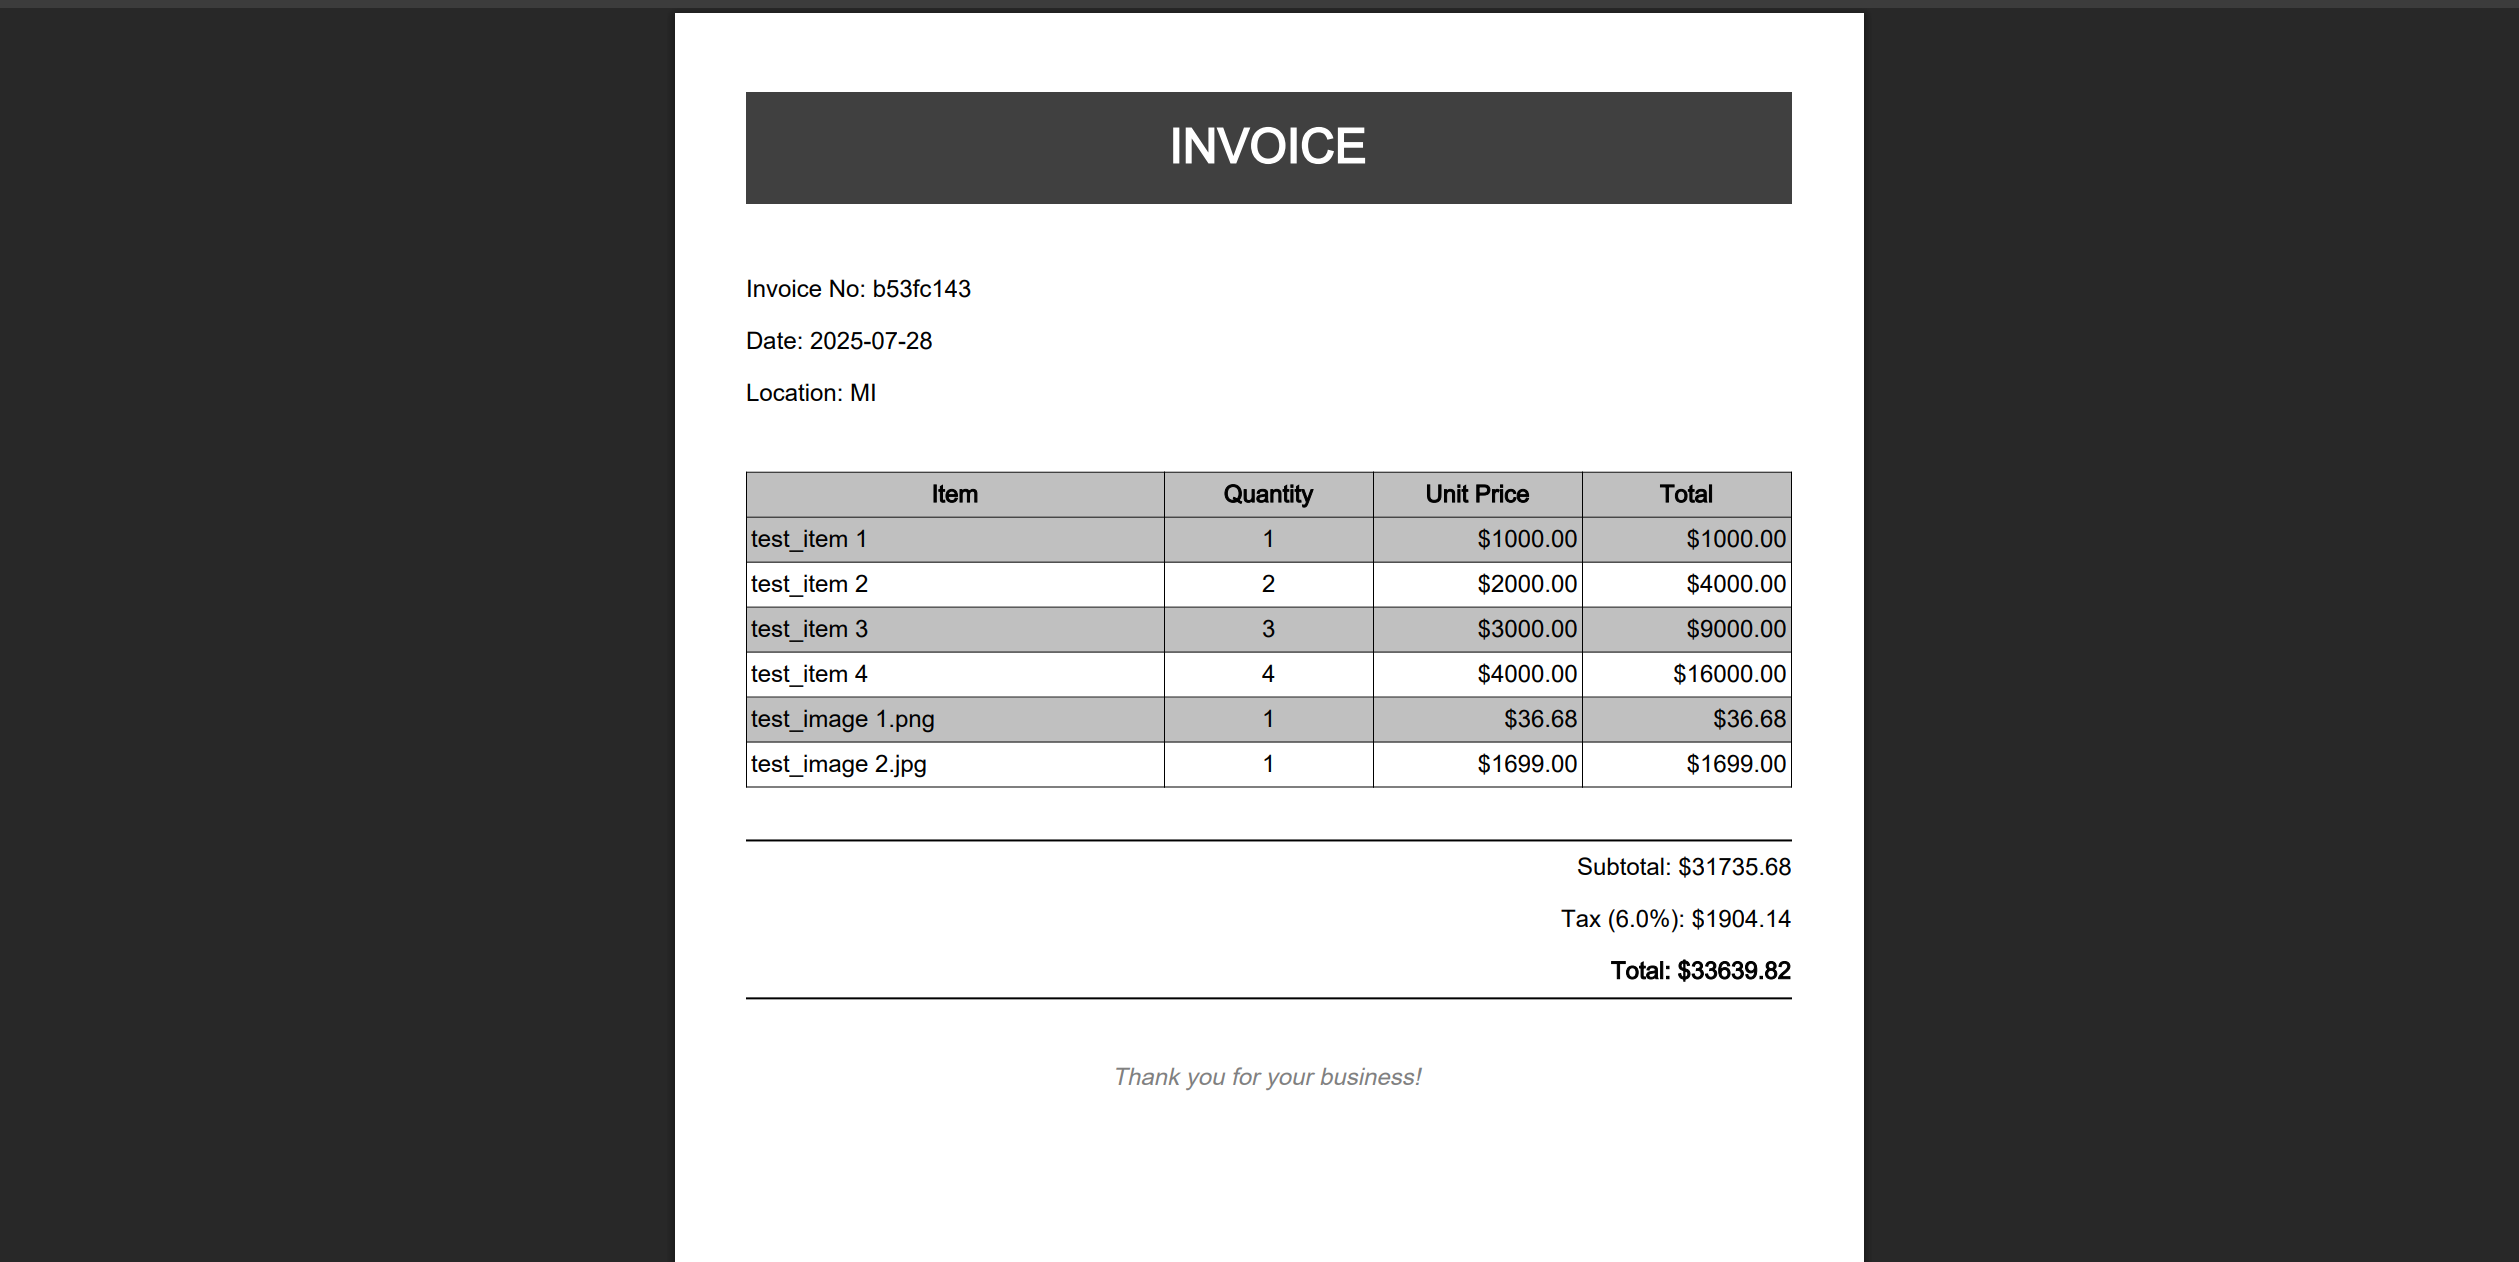 INVOICE
Invoice No: b53fc143
Date: 2025-07-28
Location: MI
Item Quantity Unit Price Total
test_item 1 1 $1000.00 $1000.00
test_item 2 2 $2000.00 $4000.00
test_item 3 3 $3000.00 $9000.00
test_item 4 4 $4000.00 $16000.00
test_image 1.png 1 $36.68 $36.68
test_image 2.jpg 1 $1699.00 $1699.00
Subtotal: $31735.68
Tax (6.0%): $1904.14
Total: $33639.82
Thank you for your business!